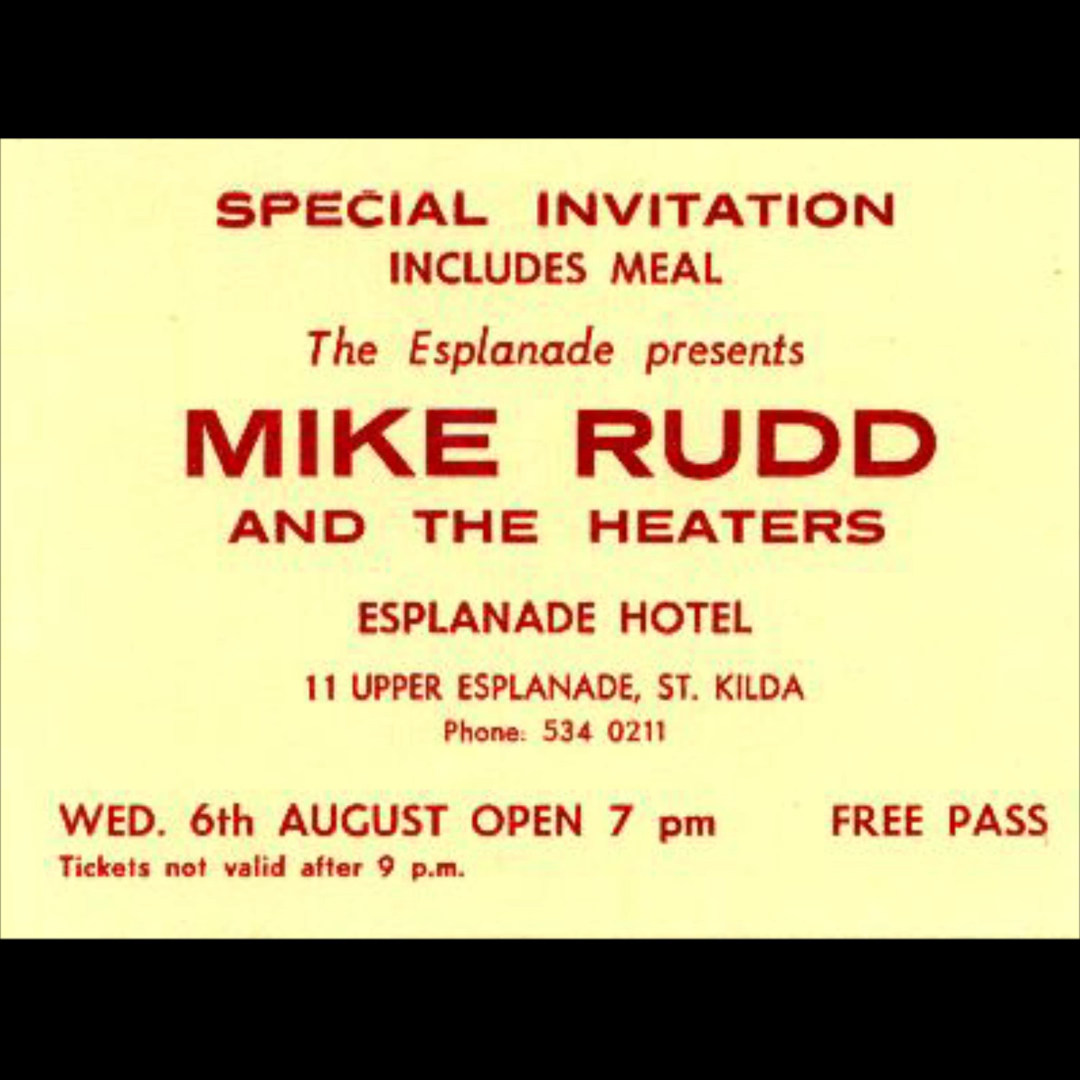 SPECIAL INVITATION
INCLUDES MEAL
The Esplanade presents
MIKE RUDD
AND THE HEATERS
ESPLANADE HOTEL
11 UPPER ESPLANADE, ST. KILDA
Phone: 534 0211
WED. 6th AUGUST OPEN 7 pm FREE PASS
Tickets not valid after 9 p.m.